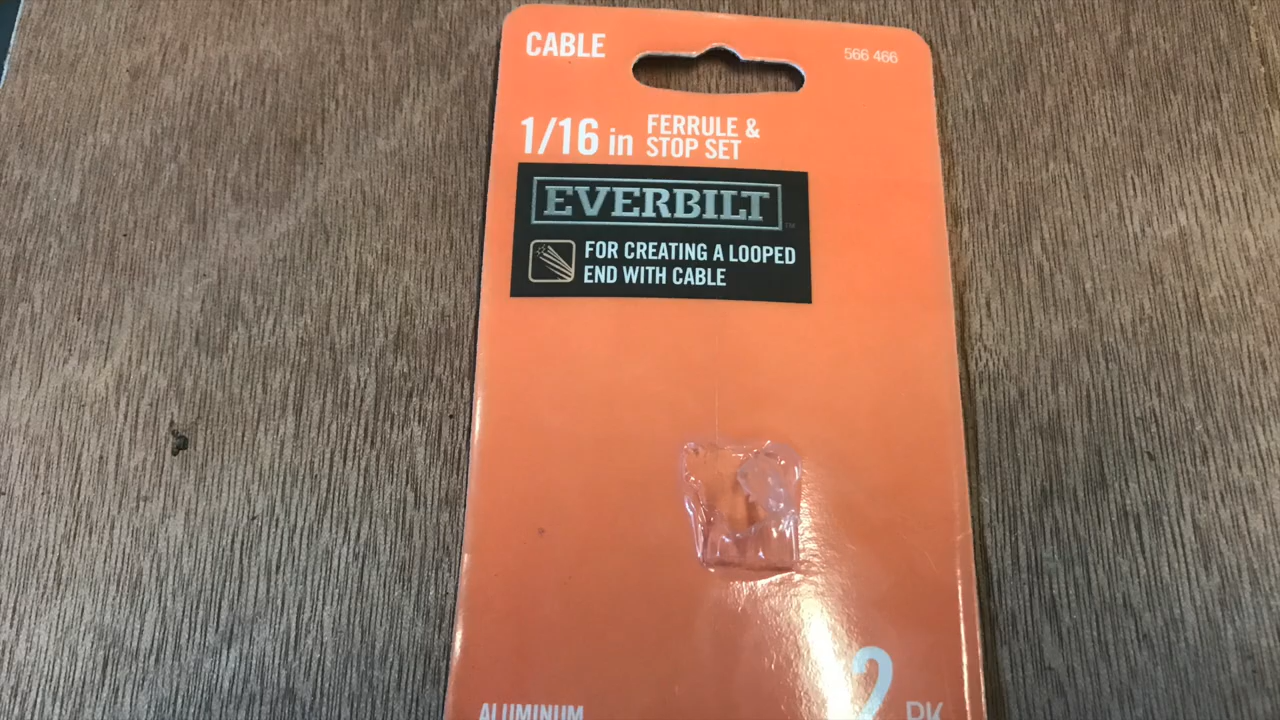 CABLE
566 466
1/16 in FERRULE &
STOP SET
EVERBILT
TM
FOR CREATING A LOOPED
END WITH CABLE
2 PK
ALUMINUM